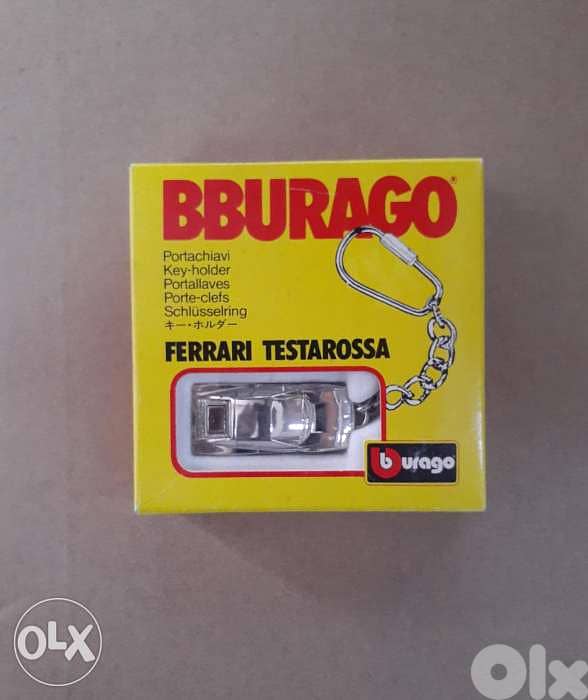 BBURAGO®
Portachiavi
Key-holder
Portallaves
Porte-clefs
Schlüsselring
キー・ホルダー
FERRARI TESTAROSSA
burago
OLX
OLX